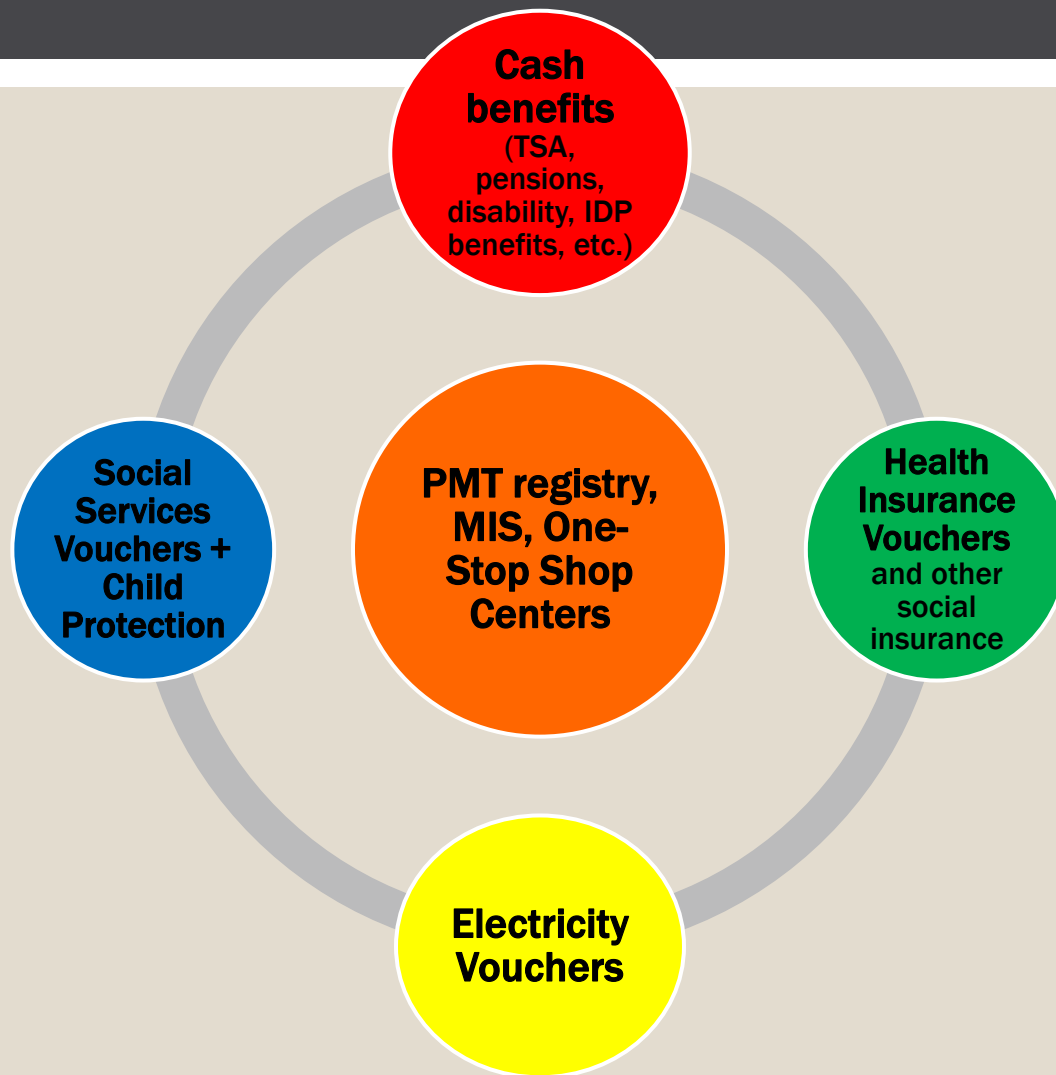 Cash
benefits
(TSA,
pensions,
disability, IDP
benefits, etc.)
Social
Services
Vouchers +
Child
Protection
PMT registry,
MIS, One-
Stop Shop
Centers
Health
Insurance
Vouchers
and other
social
insurance
Electricity
Vouchers